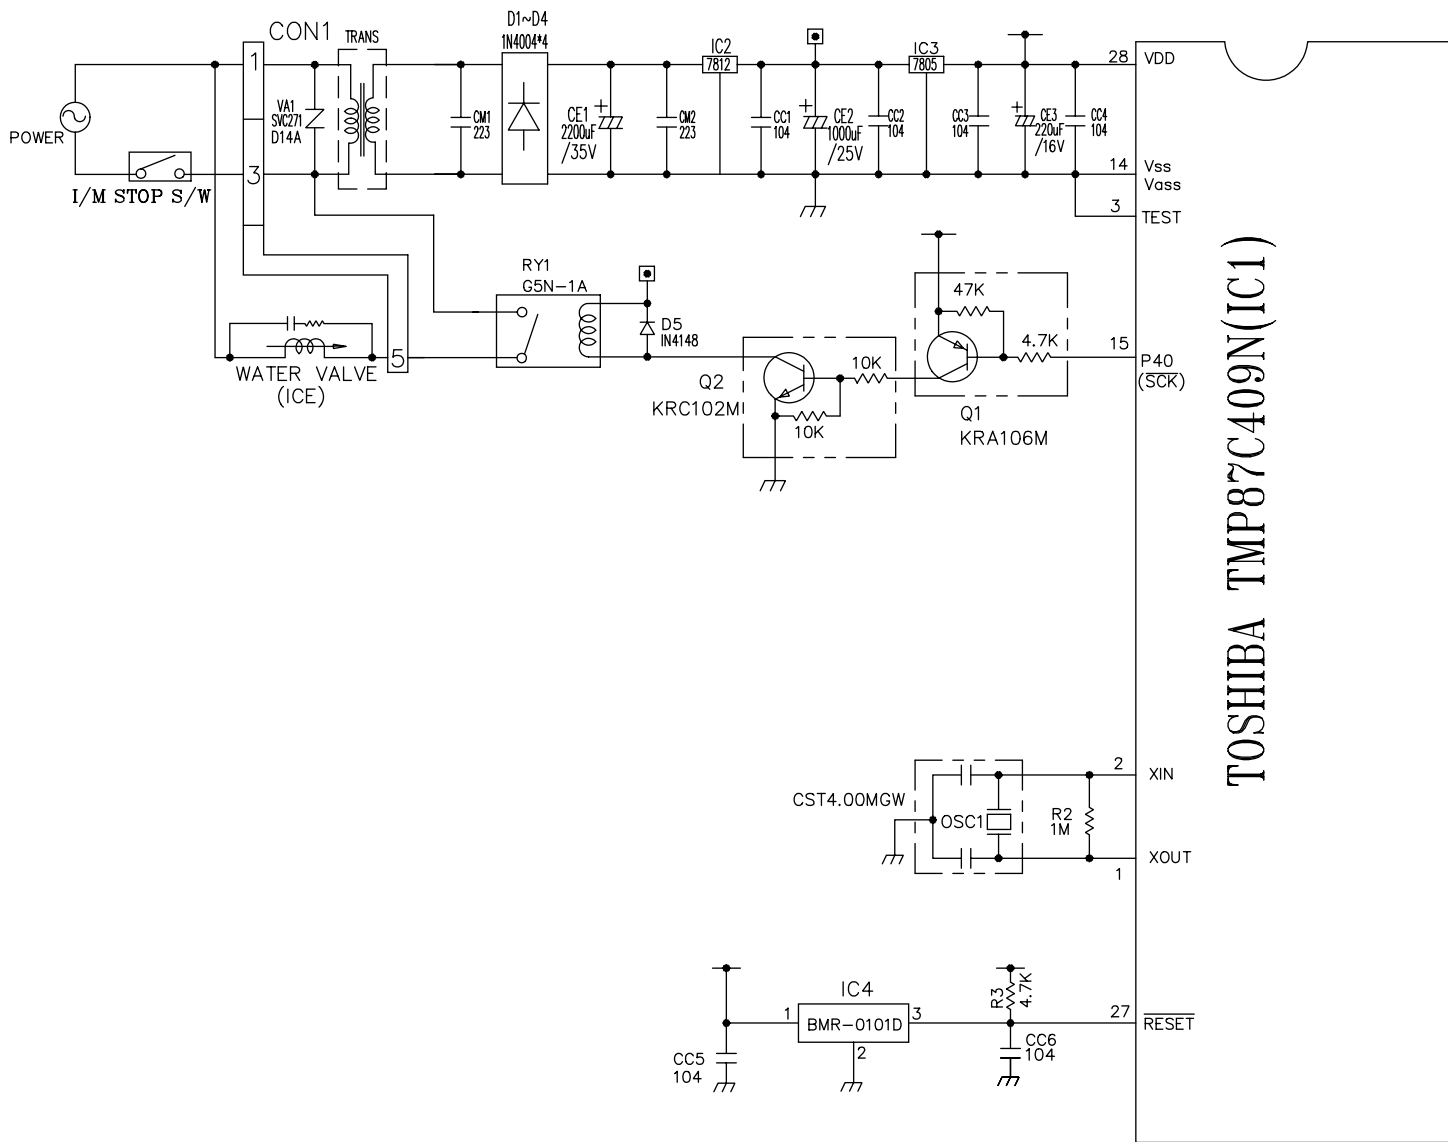 CON1
TRANS
D1~D4
1N4004*4
IC2
7812
IC3
7805
28
VDD
1
POWER
VA1
SVC271
D14A
CM1
223
CE1
2200uF
/35V
CM2
223
CC1
104
CE2
1000uF
/25V
CC2
104
CC3
104
CE3
220uF
/16V
CC4
104
3
I/M STOP S/W
14
Vss
Vass
3
TEST
RY1
G5N-1A
D5
IN4148
WATER VALVE
(ICE)
5
Q2
KRC102M
10K
10K
47K
4.7K
Q1
KRA106M
15
P40
(SCK)
TOSHIBA TMP87C409N(IC1)
CST4.00MGW
OSC1
R2
1M
2
XIN
XOUT
1
IC4
1
BMR-0101D
3
2
R3
4.7K
27
RESET
CC5
104
CC6
104